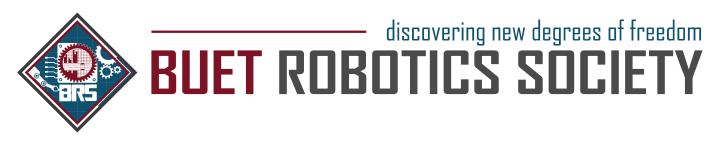 discovering new degrees of freedom
BUET ROBOTICS SOCIETY
BRS